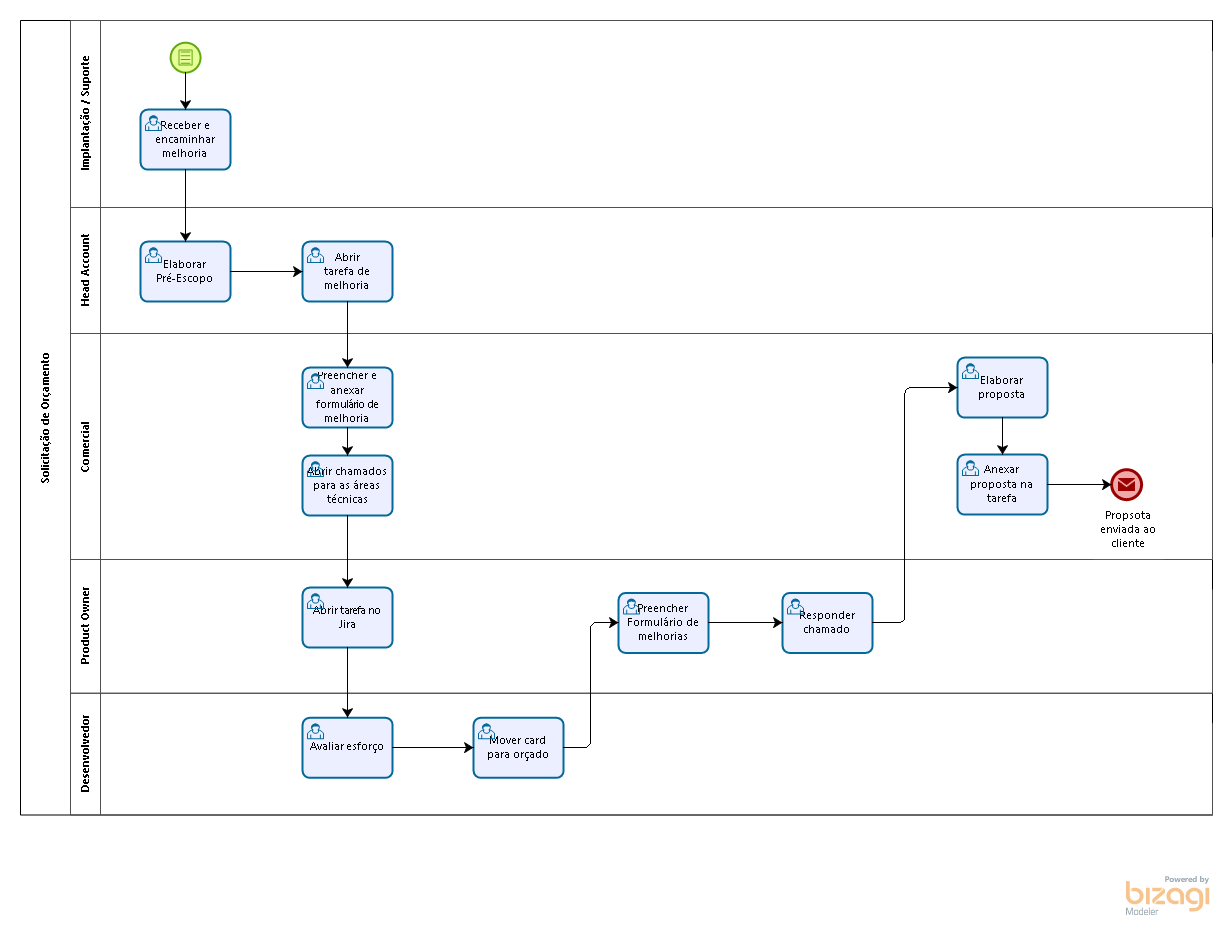 Solicitação de Orçamento
Implantação / Suporte
Receber e
encaminhar
melhoria
Head Account
Elaborar
Pré-Escopo
Abrir
tarefa de
melhoria
Comercial
Preencher e
anexar
formulário de
melhoria
Abrir chamados
para as áreas
técnicas
Elaborar
proposta
Anexar
proposta na
tarefa
Propsota
enviada ao
cliente
Product Owner
Abrir tarefa no
Jira
Preencher
Formulário de
melhorias
Responder
chamado
Desenvolvedor
Avaliar esforço
Mover card
para orçado
Powered by
bizagi
Modeler